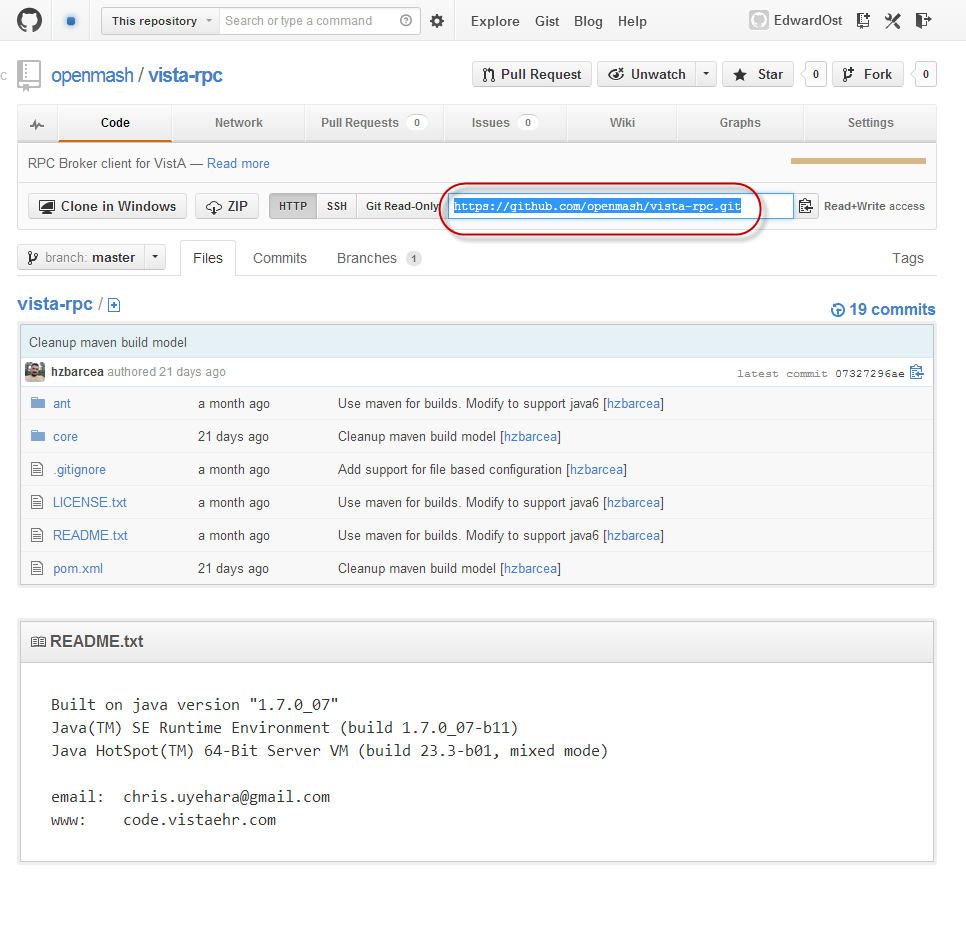 This repository Search or type a command Explore Gist Blog Help EdwardOst
c openmash / vista-rpc Pull Request Unwatch Star 0 Fork 0
Code Network Pull Requests 0 Issues 0 Wiki Graphs Settings
RPC Broker client for VistA — Read more
Clone in Windows ZIP HTTP SSH Git Read-Only https://github.com/openmash/vista-rpc.git Read+Write access
branch: master Files Commits Branches 1 Tags
vista-rpc / 19 commits
Cleanup maven build model
hzbarcea authored 21 days ago latest commit 07327296ae
ant a month ago Use maven for builds. Modify to support java6 [hzbarcea]
core 21 days ago Cleanup maven build model [hzbarcea]
.gitignore a month ago Add support for file based configuration [hzbarcea]
LICENSE.txt a month ago Use maven for builds. Modify to support java6 [hzbarcea]
README.txt a month ago Use maven for builds. Modify to support java6 [hzbarcea]
pom.xml 21 days ago Cleanup maven build model [hzbarcea]
README.txt
Built on java version "1.7.0_07"
Java(TM) SE Runtime Environment (build 1.7.0_07-b11)
Java HotSpot(TM) 64-Bit Server VM (build 23.3-b01, mixed mode)
email: chris.uyehara@gmail.com
www: code.vistaehr.com